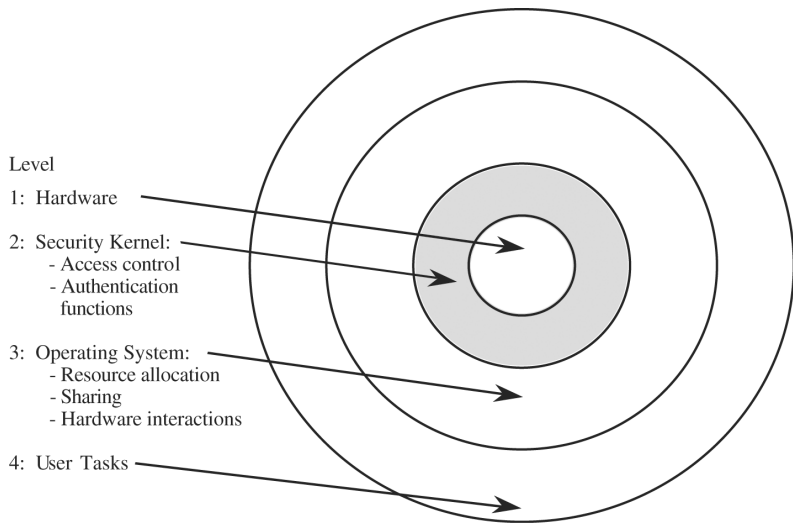 Level
1: Hardware
2: Security Kernel:
- Access control
- Authentication
functions
3: Operating System:
- Resource allocation
- Sharing
- Hardware interactions
4: User Tasks